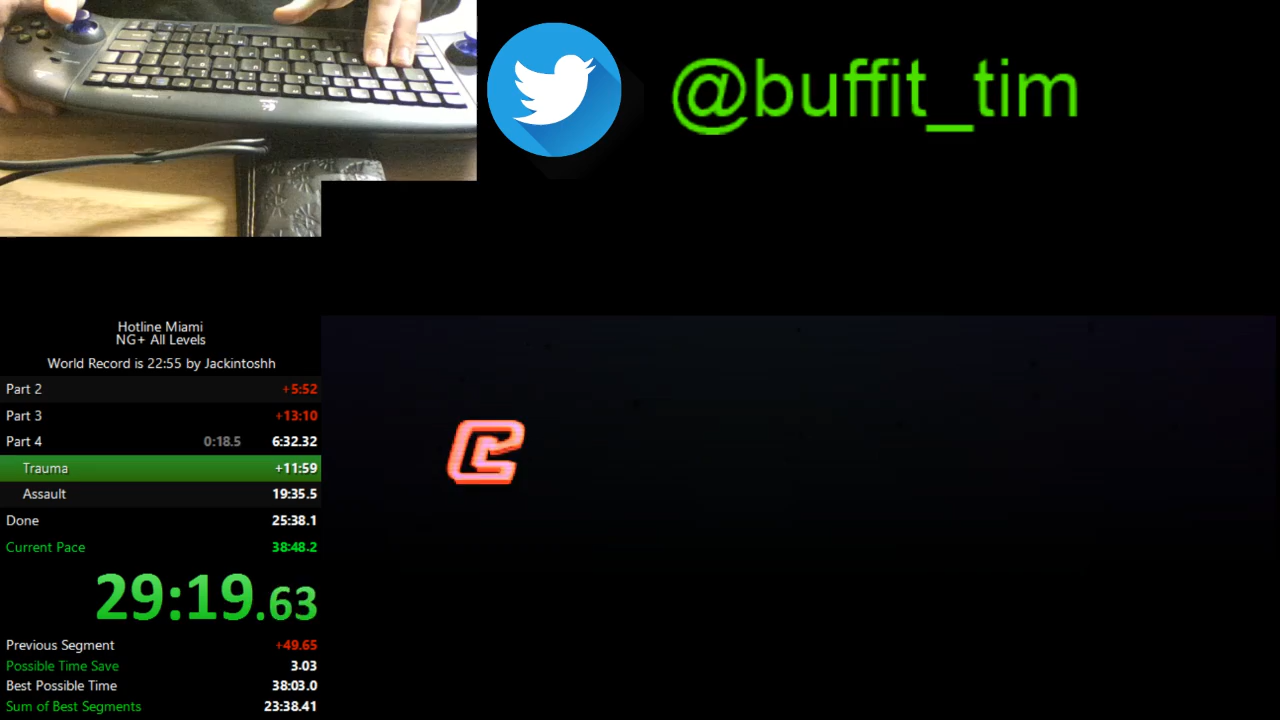 @buffit_tim
Hotline Miami
NG+ All Levels
World Record is 22:55 by Jackintoshh
Part 2 +5:52
Part 3 +13:10
Part 4 0:18.5 6:32.32
Trauma +11:59
Assault 19:35.5
Done 25:38.1
Current Pace 38:48.2
29:19.63
Previous Segment +49.65
Possible Time Save 3.03
Best Possible Time 38:03.0
Sum of Best Segments 23:38.41
C